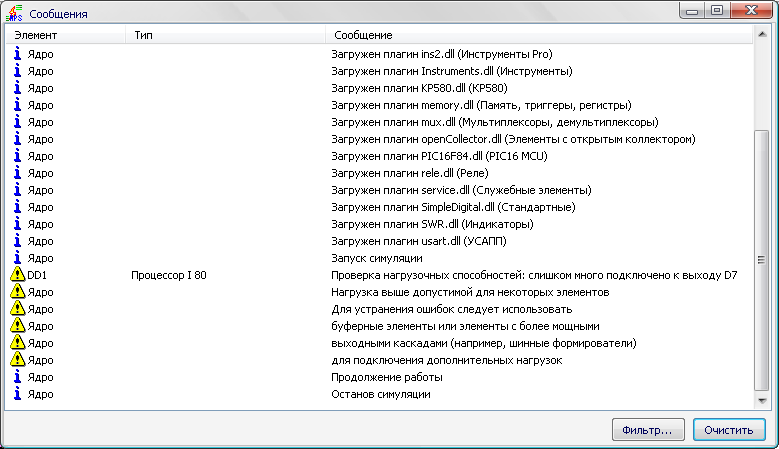 MPS Сообщения
Элемент Тип Сообщение
Ядро Загружен плагин ins2.dll (Инструменты Pro)
Ядро Загружен плагин Instruments.dll (Инструменты)
Ядро Загружен плагин KP580.dll (KP580)
Ядро Загружен плагин memory.dll (Память, триггеры, регистры)
Ядро Загружен плагин mux.dll (Мультиплексоры, демультиплексоры)
Ядро Загружен плагин openCollector.dll (Элементы с открытым коллектором)
Ядро Загружен плагин PIC16F84.dll (PIC16 MCU)
Ядро Загружен плагин rele.dll (Реле)
Ядро Загружен плагин service.dll (Служебные элементы)
Ядро Загружен плагин SimpleDigital.dll (Стандартные)
Ядро Загружен плагин SWR.dll (Индикаторы)
Ядро Загружен плагин usart.dll (УСАПП)
Ядро Запуск симуляции
DD1 Процессор I 80 Проверка нагрузочных способностей: слишком много подключено к выходу D7
Ядро Нагрузка выше допустимой для некоторых элементов
Ядро Для устранения ошибок следует использовать
Ядро буферные элементы или элементы с более мощными
Ядро выходными каскадами (например, шинные формирователи)
Ядро для подключения дополнительных нагрузок
Ядро Продолжение работы
Ядро Останов симуляции
Фильтр... Очистить